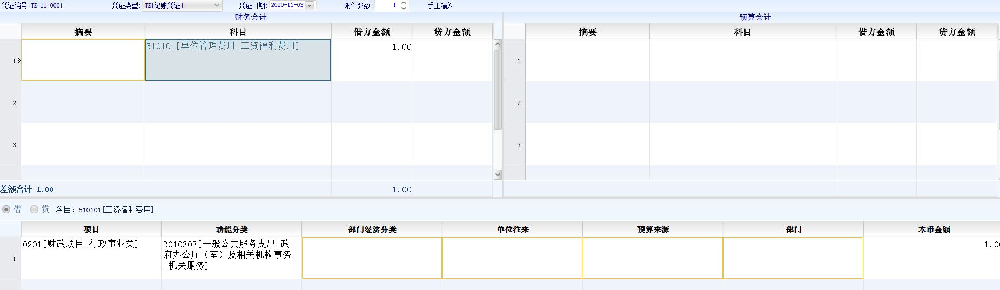 凭证编号:JZ-11-0001 凭证类型: JZ[记账凭证] 凭证日期: 2020-11-03 附件张数: 1 手工输入
财务会计 预算会计
摘要 科目 借方金额 贷方金额 摘要 科目 借方金额 贷方金额
510101[单位管理费用_工资福利费用] 1.00
1 1
2 2
3 3
差额合计 1.00 1.00
借 贷 科目: 510101[工资福利费用]
项目 功能分类 部门经济分类 单位往来 预算来源 部门 本币金额
0201[财政项目_行政事业类] 2010303[一般公共服务支出_政 1.00
府办公厅（室）及相关机构事务
1 _机关服务]